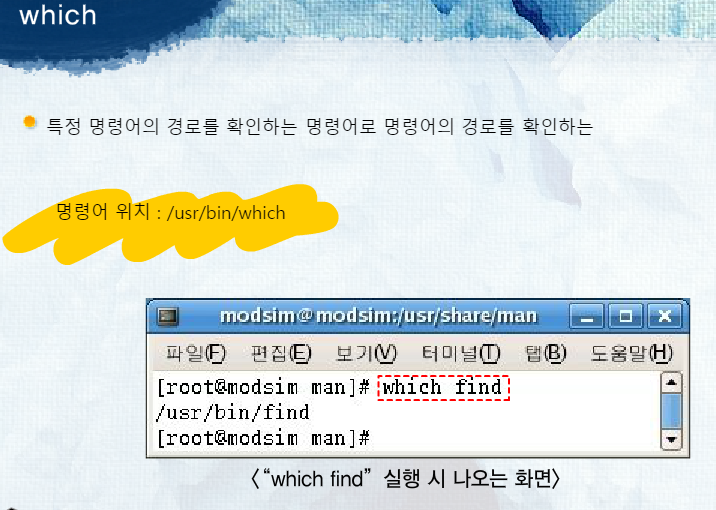 which
특정 명령어의 경로를 확인하는 명령어로 명령어의 경로를 확인하는
명령어 위치 : /usr/bin/which
modsim@modsim:/usr/share/man
파일(F) 편집(E) 보기(V) 터미널(T) 탭(B) 도움말(H)
[root@modsim man]# which find
/usr/bin/find
[root@modsim man]#
〈“which find” 실행 시 나오는 화면〉